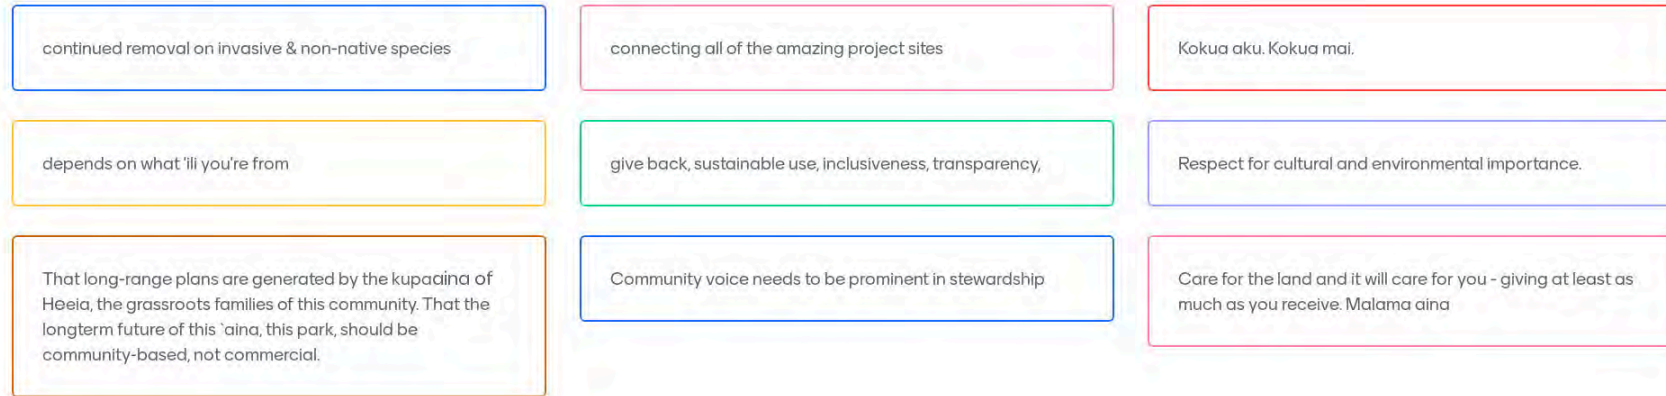 continued removal on invasive & non-native species
connecting all of the amazing project sites
Kokua aku. Kokua mai.
depends on what 'ili you're from
give back, sustainable use, inclusiveness, transparency,
Respect for cultural and environmental importance.
That long-range plans are generated by the kupaaina of
Heeia, the grassroots families of this community. That the
longterm future of this `aina, this park, should be
community-based, not commercial.
Community voice needs to be prominent in stewardship
Care for the land and it will care for you - giving at least as
much as you receive. Malama aina